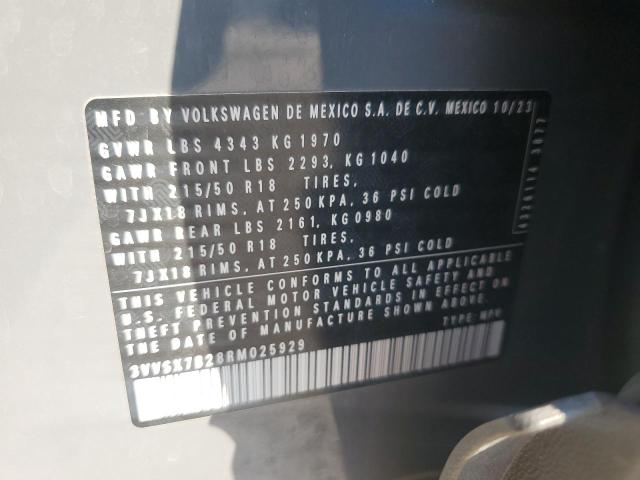 MFD BY VOLKSWAGEN DE MEXICO S.A. DE C.V. MEXICO 10/23
GVWR LBS 4343 KG 1970
GAWR FRONT LBS 2293, KG 1040
WITH 215/50 R18 TIRES,
7JX18 RIMS, AT 250 KPA, 36 PSI COLD
GAWR REAR LBS 2161, KG 0980
WITH 215/50 R18 TIRES,
7JX18 RIMS, AT 250 KPA, 36 PSI COLD
THIS VEHICLE CONFORMS TO ALL APPLICABLE
U.S. FEDERAL MOTOR VEHICLE SAFETY AND
THEFT PREVENTION STANDARDS IN EFFECT ON
THE DATE OF MANUFACTURE SHOWN ABOVE.
TYPE: MPV
3VVSX7B28RM025929